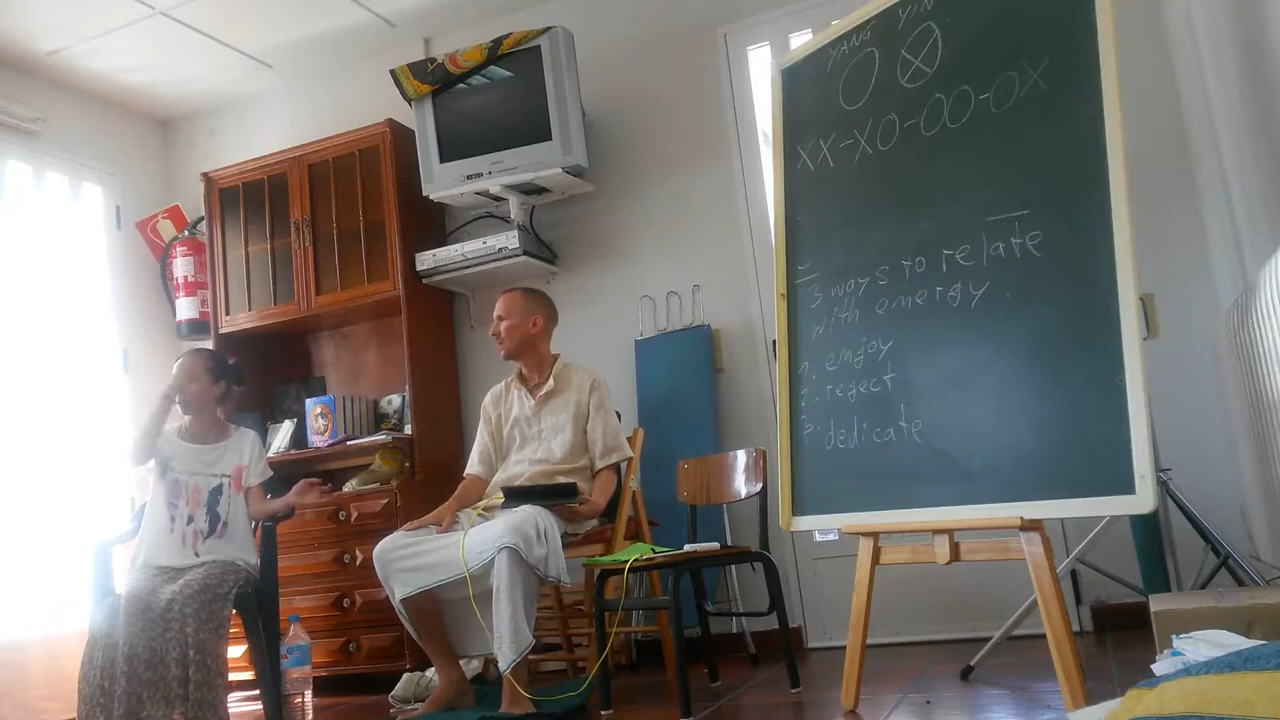 YANG YIN
XX-XO-OO-OX
3 ways to relate
with energy.
1. enjoy
2. reject
3. dedicate